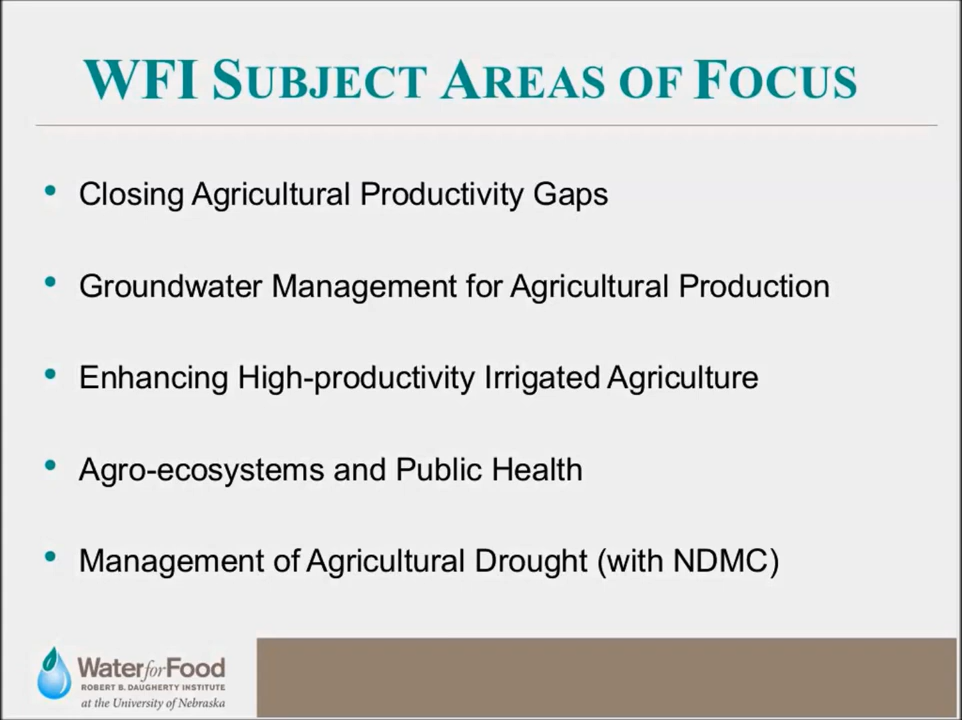 WFI SUBJECT AREAS OF FOCUS
• Closing Agricultural Productivity Gaps
• Groundwater Management for Agricultural Production
• Enhancing High-productivity Irrigated Agriculture
• Agro-ecosystems and Public Health
• Management of Agricultural Drought (with NDMC)
Water for Food
ROBERT B. DAUGHERTY INSTITUTE
at the University of Nebraska